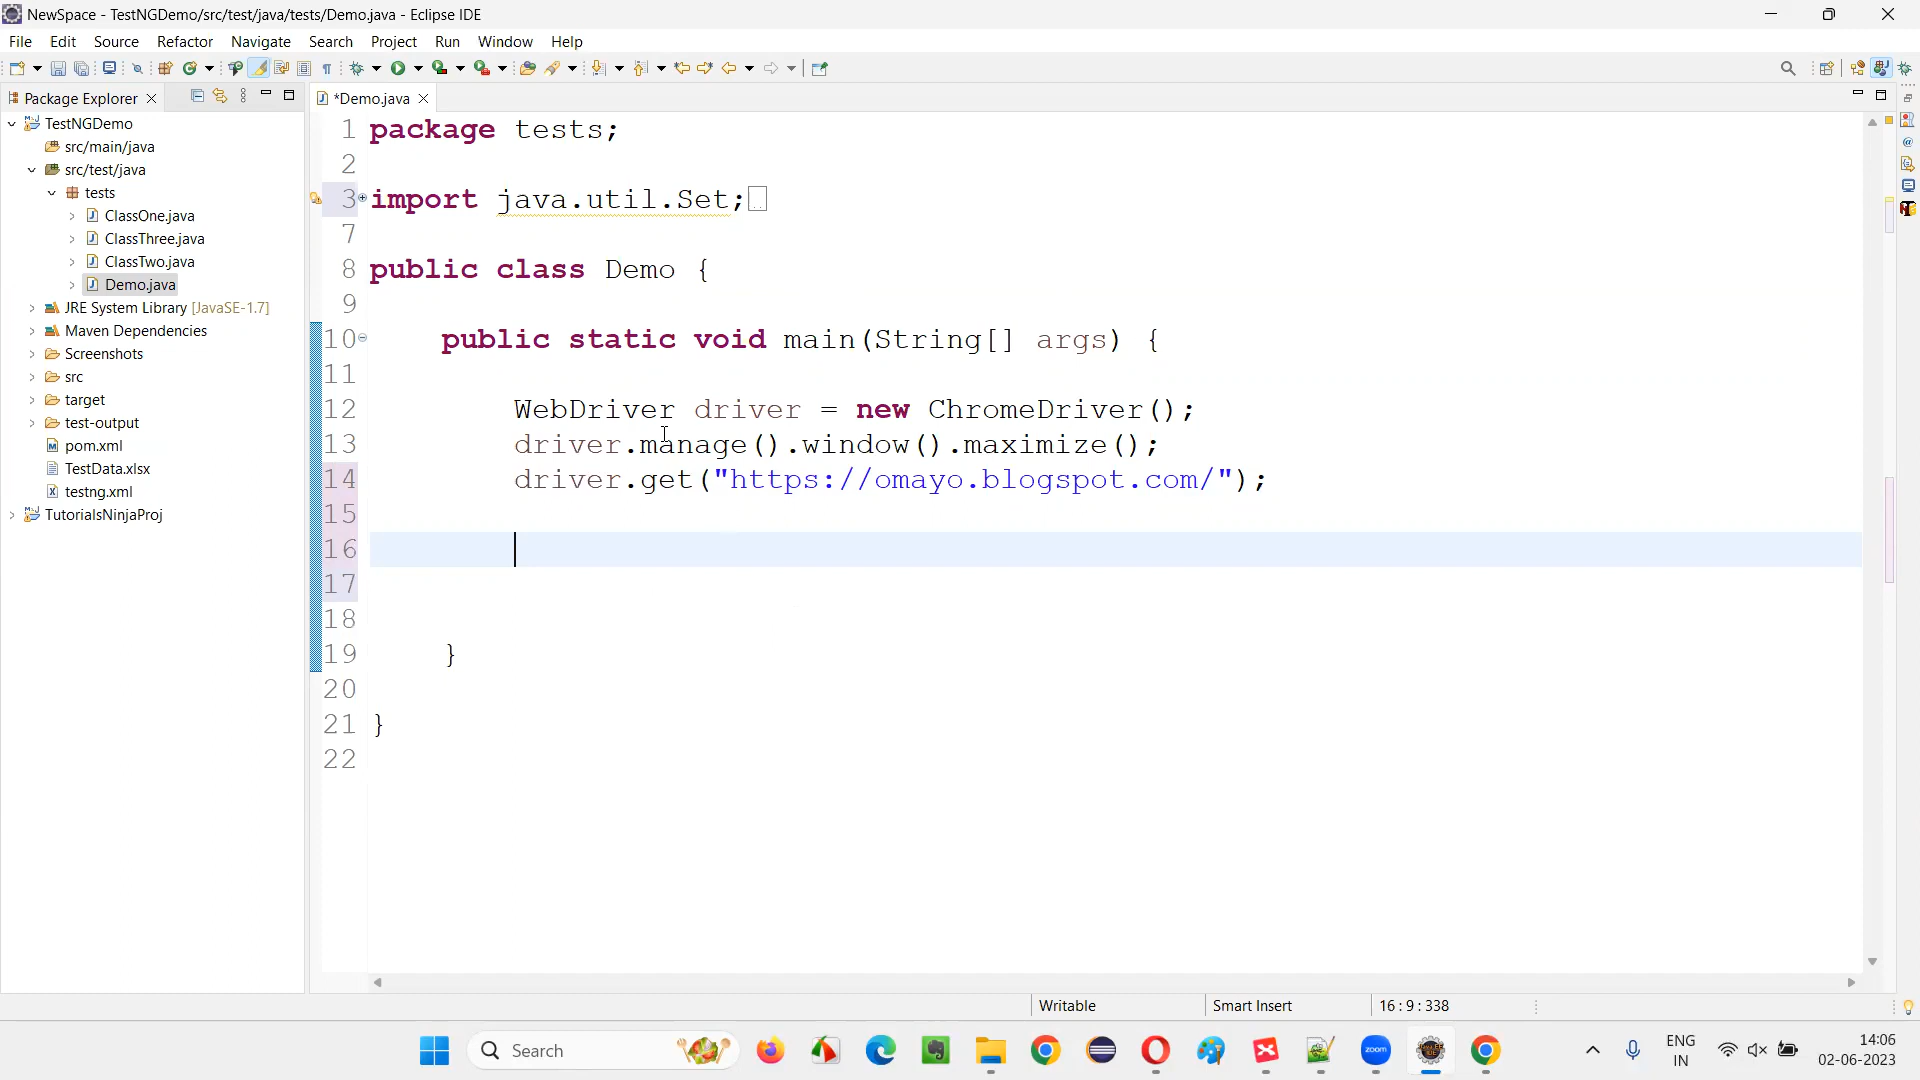 NewSpace - TestNGDemo/src/test/java/tests/Demo.java - Eclipse IDE
File Edit Source Refactor Navigate Search Project Run Window Help
Package Explorer
*Demo.java
TestNGDemo
src/main/java
src/test/java
tests
ClassOne.java
ClassThree.java
ClassTwo.java
Demo.java
JRE System Library [JavaSE-1.7]
Maven Dependencies
Screenshots
src
target
test-output
pom.xml
TestData.xlsx
testng.xml
TutorialsNinjaProj
1 package tests;
2
3 import java.util.Set;
7
8 public class Demo {
9
10 public static void main(String[] args) {
11
12 WebDriver driver = new ChromeDriver();
13 driver.manage().window().maximize();
14 driver.get("https://omayo.blogspot.com/");
15
16
17
18
19 }
20
21 }
22
Writable Smart Insert 16 : 9 : 338
Search
zoom
ENG
IN
14:06
02-06-2023